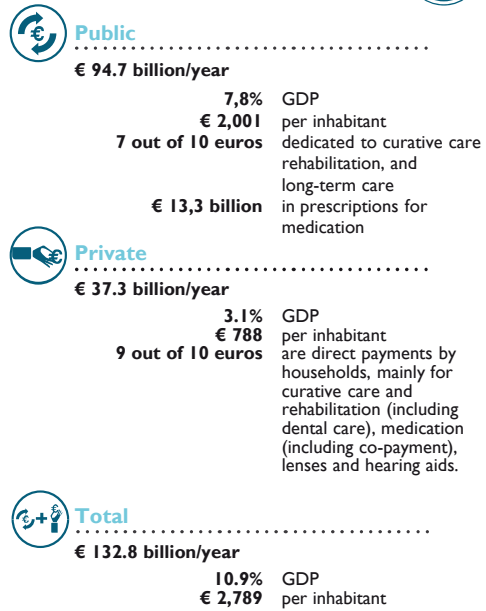 Public
€ 94.7 billion/year
7,8% GDP
€ 2,001 per inhabitant
7 out of 10 euros dedicated to curative care
rehabilitation, and
long-term care
€ 13,3 billion in prescriptions for
medication
Private
€ 37.3 billion/year
3.1% GDP
€ 788 per inhabitant
9 out of 10 euros are direct payments by
households, mainly for
curative care and
rehabilitation (including
dental care), medication
(including co-payment),
lenses and hearing aids.
Total
€ 132.8 billion/year
10.9% GDP
€ 2,789 per inhabitant